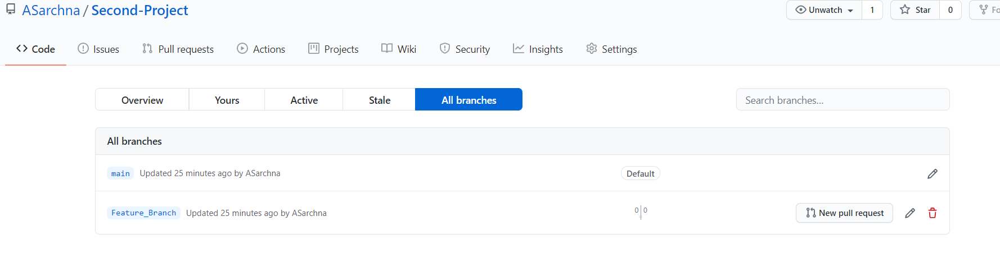 ASarchna / Second-Project Unwatch 1 Star 0 Fo
Code Issues Pull requests Actions Projects Wiki Security Insights Settings
Overview Yours Active Stale All branches Search branches...
All branches
main Updated 25 minutes ago by ASarchna Default
Feature_Branch Updated 25 minutes ago by ASarchna 0 0 New pull request